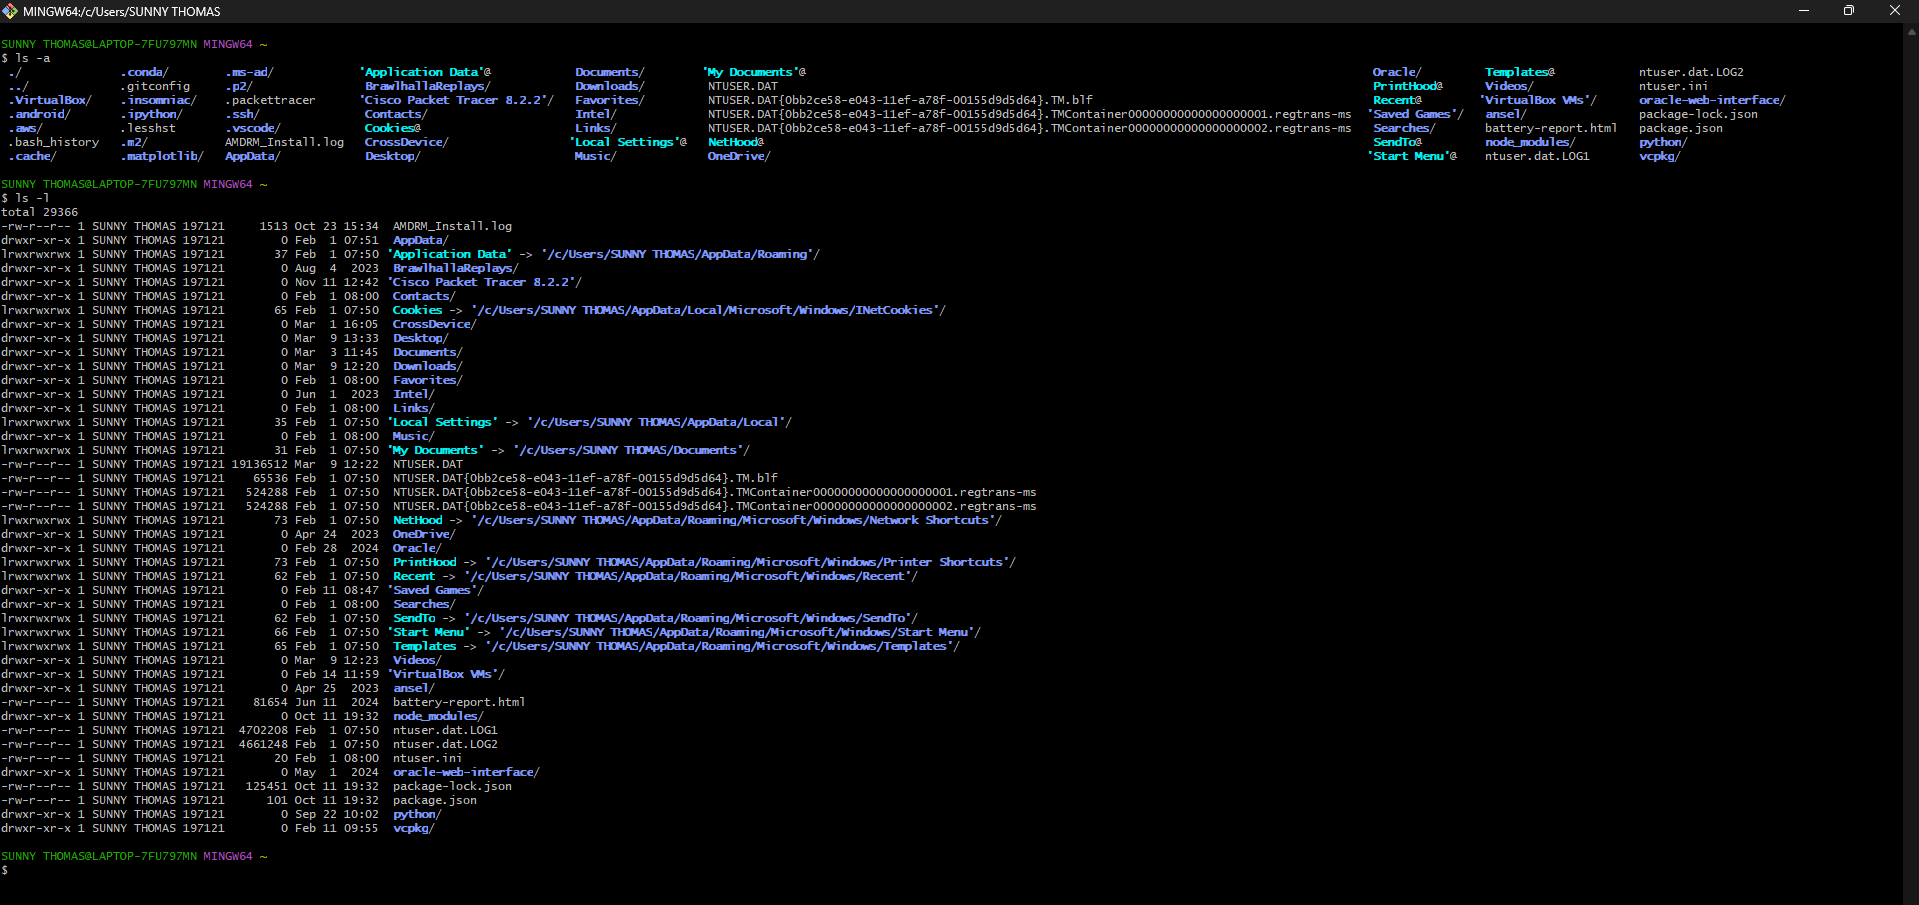 MINGW64:/c/Users/SUNNY THOMAS
SUNNY THOMAS@LAPTOP-7FU797MN MINGW64 ~
$ ls -a
./ .conda/ .ms-ad/ 'Application Data'@ Documents/ 'My Documents'@ Oracle/ Templates@ ntuser.dat.LOG2
../ .gitconfig .p2/ BrawlhallaReplays/ Downloads/ NTUSER.DAT PrintHood@ Videos/ ntuser.ini
.VirtualBox/ .insomniac/ .packettracer 'Cisco Packet Tracer 8.2.2'/ Favorites/ NTUSER.DAT{0bb2ce58-e043-11ef-a78f-00155d9d5d64}.TM.blf Recent@ 'VirtualBox VMs'/ oracle-web-interface/
.android/ .ipython/ .ssh/ Contacts/ Intel/ NTUSER.DAT{0bb2ce58-e043-11ef-a78f-00155d9d5d64}.TMContainer00000000000000000001.regtrans-ms 'Saved Games'/ ansel/ package-lock.json
.aws/ .lesshst .vscode/ Cookies@ Links/ NTUSER.DAT{0bb2ce58-e043-11ef-a78f-00155d9d5d64}.TMContainer00000000000000000002.regtrans-ms Searches/ battery-report.html package.json
.bash_history .m2/ AMDRM_Install.log CrossDevice/ 'Local Settings'@ NetHood@ SendTo@ node_modules/ python/
.cache/ .matplotlib/ AppData/ Desktop/ Music/ OneDrive/ 'Start Menu'@ ntuser.dat.LOG1 vcpkg/
SUNNY THOMAS@LAPTOP-7FU797MN MINGW64 ~
$ ls -l
total 29366
-rw-r--r-- 1 SUNNY THOMAS 197121 1513 Oct 23 15:34 AMDRM_Install.log
drwxr-xr-x 1 SUNNY THOMAS 197121 0 Feb 1 07:51 AppData/
lrwxrwxrwx 1 SUNNY THOMAS 197121 37 Feb 1 07:50 'Application Data' -> '/c/Users/SUNNY THOMAS/AppData/Roaming'/
drwxr-xr-x 1 SUNNY THOMAS 197121 0 Aug 4 2023 BrawlhallaReplays/
drwxr-xr-x 1 SUNNY THOMAS 197121 0 Nov 11 12:42 'Cisco Packet Tracer 8.2.2'/
drwxr-xr-x 1 SUNNY THOMAS 197121 0 Feb 1 08:00 Contacts/
lrwxrwxrwx 1 SUNNY THOMAS 197121 65 Feb 1 07:50 Cookies -> '/c/Users/SUNNY THOMAS/AppData/Local/Microsoft/Windows/INetCookies'/
drwxr-xr-x 1 SUNNY THOMAS 197121 0 Mar 1 16:05 CrossDevice/
drwxr-xr-x 1 SUNNY THOMAS 197121 0 Mar 9 13:33 Desktop/
drwxr-xr-x 1 SUNNY THOMAS 197121 0 Mar 3 11:45 Documents/
drwxr-xr-x 1 SUNNY THOMAS 197121 0 Mar 9 12:20 Downloads/
drwxr-xr-x 1 SUNNY THOMAS 197121 0 Feb 1 08:00 Favorites/
drwxr-xr-x 1 SUNNY THOMAS 197121 0 Jun 1 2023 Intel/
drwxr-xr-x 1 SUNNY THOMAS 197121 0 Feb 1 08:00 Links/
lrwxrwxrwx 1 SUNNY THOMAS 197121 35 Feb 1 07:50 'Local Settings' -> '/c/Users/SUNNY THOMAS/AppData/Local'/
drwxr-xr-x 1 SUNNY THOMAS 197121 0 Feb 1 08:00 Music/
lrwxrwxrwx 1 SUNNY THOMAS 197121 31 Feb 1 07:50 'My Documents' -> '/c/Users/SUNNY THOMAS/Documents'/
-rw-r--r-- 1 SUNNY THOMAS 197121 19136512 Mar 9 12:22 NTUSER.DAT
-rw-r--r-- 1 SUNNY THOMAS 197121 65536 Feb 1 07:50 NTUSER.DAT{0bb2ce58-e043-11ef-a78f-00155d9d5d64}.TM.blf
-rw-r--r-- 1 SUNNY THOMAS 197121 524288 Feb 1 07:50 NTUSER.DAT{0bb2ce58-e043-11ef-a78f-00155d9d5d64}.TMContainer00000000000000000001.regtrans-ms
-rw-r--r-- 1 SUNNY THOMAS 197121 524288 Feb 1 07:50 NTUSER.DAT{0bb2ce58-e043-11ef-a78f-00155d9d5d64}.TMContainer00000000000000000002.regtrans-ms
lrwxrwxrwx 1 SUNNY THOMAS 197121 73 Feb 1 07:50 NetHood -> '/c/Users/SUNNY THOMAS/AppData/Roaming/Microsoft/Windows/Network Shortcuts'/
drwxr-xr-x 1 SUNNY THOMAS 197121 0 Apr 24 2023 OneDrive/
drwxr-xr-x 1 SUNNY THOMAS 197121 0 Feb 28 2024 Oracle/
lrwxrwxrwx 1 SUNNY THOMAS 197121 73 Feb 1 07:50 PrintHood -> '/c/Users/SUNNY THOMAS/AppData/Roaming/Microsoft/Windows/Printer Shortcuts'/
lrwxrwxrwx 1 SUNNY THOMAS 197121 62 Feb 1 07:50 Recent -> '/c/Users/SUNNY THOMAS/AppData/Roaming/Microsoft/Windows/Recent'/
drwxr-xr-x 1 SUNNY THOMAS 197121 0 Feb 11 08:47 'Saved Games'/
drwxr-xr-x 1 SUNNY THOMAS 197121 0 Feb 1 08:00 Searches/
lrwxrwxrwx 1 SUNNY THOMAS 197121 62 Feb 1 07:50 SendTo -> '/c/Users/SUNNY THOMAS/AppData/Roaming/Microsoft/Windows/SendTo'/
lrwxrwxrwx 1 SUNNY THOMAS 197121 66 Feb 1 07:50 'Start Menu' -> '/c/Users/SUNNY THOMAS/AppData/Roaming/Microsoft/Windows/Start Menu'/
lrwxrwxrwx 1 SUNNY THOMAS 197121 65 Feb 1 07:50 Templates -> '/c/Users/SUNNY THOMAS/AppData/Roaming/Microsoft/Windows/Templates'/
drwxr-xr-x 1 SUNNY THOMAS 197121 0 Mar 9 12:23 Videos/
drwxr-xr-x 1 SUNNY THOMAS 197121 0 Feb 14 11:59 'VirtualBox VMs'/
drwxr-xr-x 1 SUNNY THOMAS 197121 0 Apr 25 2023 ansel/
-rw-r--r-- 1 SUNNY THOMAS 197121 81654 Jun 11 2024 battery-report.html
drwxr-xr-x 1 SUNNY THOMAS 197121 0 Oct 11 19:32 node_modules/
-rw-r--r-- 1 SUNNY THOMAS 197121 4702208 Feb 1 07:50 ntuser.dat.LOG1
-rw-r--r-- 1 SUNNY THOMAS 197121 4661248 Feb 1 07:50 ntuser.dat.LOG2
-rw-r--r-- 1 SUNNY THOMAS 197121 20 Feb 1 08:00 ntuser.ini
drwxr-xr-x 1 SUNNY THOMAS 197121 0 May 1 2024 oracle-web-interface/
-rw-r--r-- 1 SUNNY THOMAS 197121 125451 Oct 11 19:32 package-lock.json
-rw-r--r-- 1 SUNNY THOMAS 197121 101 Oct 11 19:32 package.json
drwxr-xr-x 1 SUNNY THOMAS 197121 0 Sep 22 10:02 python/
drwxr-xr-x 1 SUNNY THOMAS 197121 0 Feb 11 09:55 vcpkg/
SUNNY THOMAS@LAPTOP-7FU797MN MINGW64 ~
$